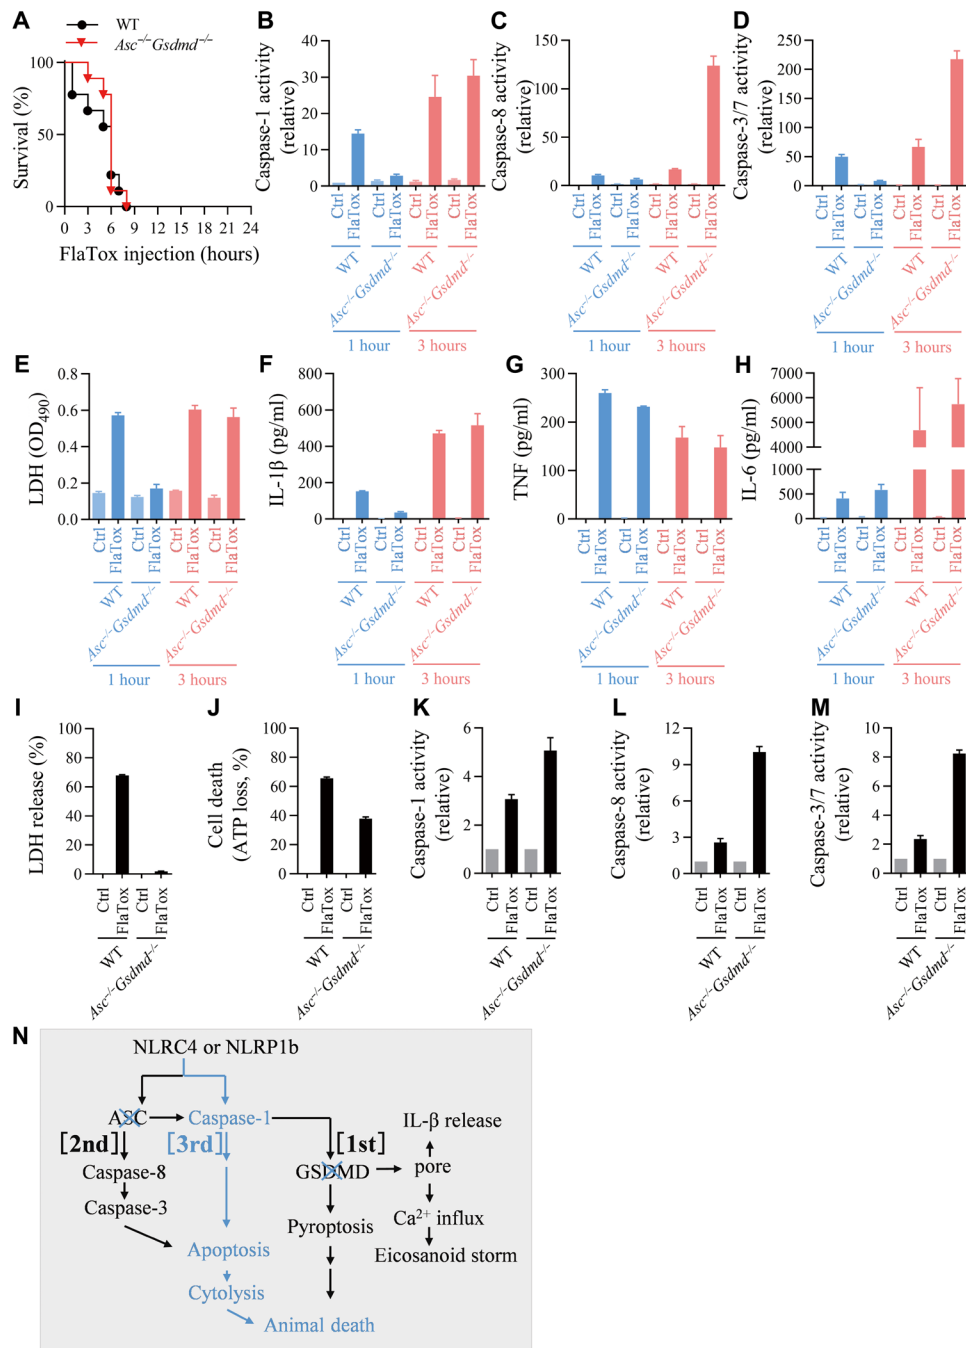 A
WT
Asc⁻/⁻Gsdmd⁻/⁻
Survival (%)
100
50
0
0 3 6 9 12 15 18 21 24
FlaTox injection (hours)
B
Caspase-1 activity
(relative)
40
30
20
10
0
Ctrl
FlaTox
Ctrl
FlaTox
Ctrl
FlaTox
Ctrl
FlaTox
WT
Asc⁻/⁻Gsdmd⁻/⁻
WT
Asc⁻/⁻Gsdmd⁻/⁻
1 hour
3 hours
C
Caspase-8 activity
(relative)
150
100
50
0
Ctrl
FlaTox
Ctrl
FlaTox
Ctrl
FlaTox
Ctrl
FlaTox
WT
Asc⁻/⁻Gsdmd⁻/⁻
WT
Asc⁻/⁻Gsdmd⁻/⁻
1 hour
3 hours
D
Caspase-3/7 activity
(relative)
250
200
150
100
50
0
Ctrl
FlaTox
Ctrl
FlaTox
Ctrl
FlaTox
Ctrl
FlaTox
WT
Asc⁻/⁻Gsdmd⁻/⁻
WT
Asc⁻/⁻Gsdmd⁻/⁻
1 hour
3 hours
E
LDH (OD₄₉₀)
0.8
0.6
0.4
0.2
0.0
Ctrl
FlaTox
Ctrl
FlaTox
Ctrl
FlaTox
Ctrl
FlaTox
WT
Asc⁻/⁻Gsdmd⁻/⁻
WT
Asc⁻/⁻Gsdmd⁻/⁻
1 hour
3 hours
F
IL-1β (pg/ml)
800
600
400
200
0
Ctrl
FlaTox
Ctrl
FlaTox
Ctrl
FlaTox
Ctrl
FlaTox
WT
Asc⁻/⁻Gsdmd⁻/⁻
WT
Asc⁻/⁻Gsdmd⁻/⁻
1 hour
3 hours
G
TNF (pg/ml)
300
200
100
0
Ctrl
FlaTox
Ctrl
FlaTox
Ctrl
FlaTox
Ctrl
FlaTox
WT
Asc⁻/⁻Gsdmd⁻/⁻
WT
Asc⁻/⁻Gsdmd⁻/⁻
1 hour
3 hours
H
IL-6 (pg/ml)
7000
6000
5000
4000
3000
1000
500
0
Ctrl
FlaTox
Ctrl
FlaTox
Ctrl
FlaTox
Ctrl
FlaTox
WT
Asc⁻/⁻Gsdmd⁻/⁻
WT
Asc⁻/⁻Gsdmd⁻/⁻
1 hour
3 hours
I
LDH release (%)
100
80
60
40
20
0
Ctrl
FlaTox
Ctrl
FlaTox
WT
Asc⁻/⁻Gsdmd⁻/⁻
J
Cell death
(ATP loss, %)
100
80
60
40
20
0
Ctrl
FlaTox
Ctrl
FlaTox
WT
Asc⁻/⁻Gsdmd⁻/⁻
K
Caspase-1 activity
(relative)
6
4
2
0
Ctrl
FlaTox
Ctrl
FlaTox
WT
Asc⁻/⁻Gsdmd⁻/⁻
L
Caspase-8 activity
(relative)
12
9
6
3
0
Ctrl
FlaTox
Ctrl
FlaTox
WT
Asc⁻/⁻Gsdmd⁻/⁻
M
Caspase-3/7 activity
(relative)
10
8
6
4
2
0
Ctrl
FlaTox
Ctrl
FlaTox
WT
Asc⁻/⁻Gsdmd⁻/⁻
N
NLRC4 or NLRP1b
ASC Caspase-1 IL-β release
[2nd] [3rd] [1st]
Caspase-8 GSDMD pore
Caspase-3
Pyroptosis Ca²⁺ influx
Apoptosis Eicosanoid storm
Cytolysis
Animal death